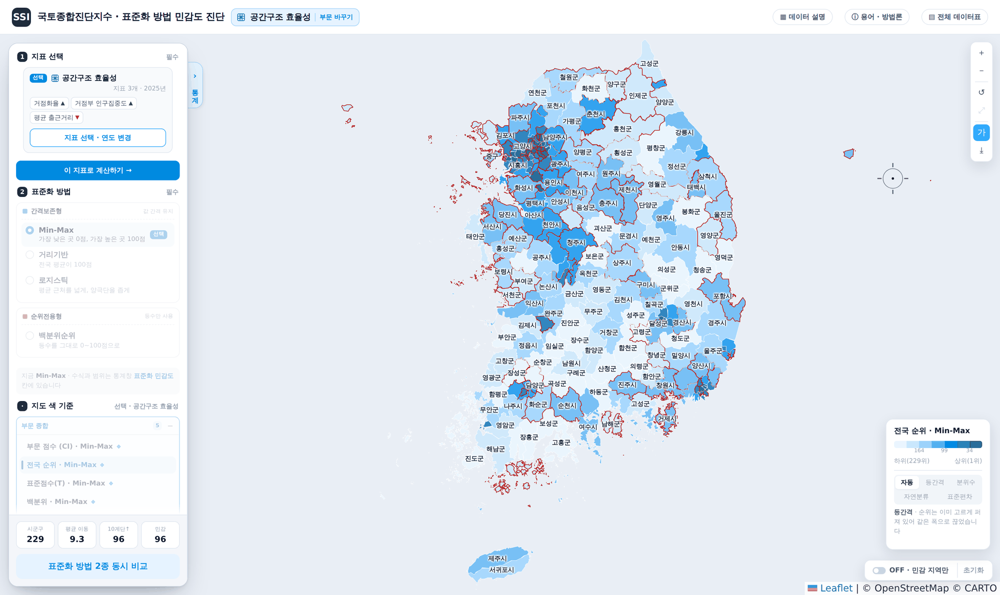 SSI 국토종합진단지수 · 표준화 방법 민감도 진단 공간구조 효율성 부문 바꾸기
데이터 설명 용어 · 방법론 전체 데이터표
1 지표 선택 필수
선택 공간구조 효율성
지표 3개 · 2025년
거점화율 ▲ 거점부 인구집중도 ▲
평균 출근거리 ▼
지표 선택 · 연도 변경
이 지표로 계산하기 →
2 표준화 방법 필수
간격보존형 값 간격 유지
Min-Max 선택
가장 낮은 곳 0점, 가장 높은 곳 100점
거리기반
전국 평균이 100점
로지스틱
평균 근처를 넓게, 양극단을 좁게
순위전용형 등수만 사용
백분위순위
등수를 그대로 0~100점으로
지금 Min-Max · 수식과 범위는 통계창 표준화 민감도
칸에 있습니다
· 지도 색 기준 선택 · 공간구조 효율성
부문 종합 5 —
부문 점수 (CI) · Min-Max ◆
전국 순위 · Min-Max ◆
표준점수(T) · Min-Max ◆
백분위 · Min-Max ◆
시군구 평균 이동 10계단↑ 민감
229 9.3 96 96
표준화 방법 2종 동시 비교
›
통
계
고성군
철원군
화천군
양구군
연천군
인제군
양양군
포천시
춘천시
파주시
가평군
홍천군
강릉시
김포시
남양주시
고양시
평창군
양평군
횡성군
중구
시흥시
광주시
정선군
여주시
원주시
삼척시
용인시
영월군
태백시
화성시
이천시
제천시
평택시
안성시
음성군
충주시
단양군
봉화군
당진시
아산시
울진군
영주시
천안시
서산시
괴산군
태안군
예산군
문경시
예천군
영양군
청주시
안동시
홍성군
공주시
보은군
상주시
영덕군
의성군
청송군
보령시
부여군
옥천군
논산시
구미시
군위군
금산군
영동군
서천군
포항시
김천시
익산시
칠곡군
영천시
무주군
완주군
성주군
진안군
달성군
경산시
경주시
김제시
거창군
고령군
부안군
장수군
청도군
정읍시
임실군
함양군
합천군
울주군
창녕군
밀양시
고창군
순창군
남원시
의령군
양산시
장성군
구례군
산청군
함안군
영광군
담양군
곡성군
진주시
창원시
함평군
하동군
나주시
화순군
순천시
고성군
무안군
거제시
영암군
보성군
여수시
남해군
장흥군
고흥군
해남군
진도군
제주시
서귀포시
+
−
↺
가
전국 순위 · Min-Max
164 99 34
하위(229위) 상위(1위)
자동 등간격 분위수
자연분류 표준편차
등간격 · 순위는 이미 고르게 퍼
져 있어 같은 폭으로 끊었습니
다
OFF · 민감 지역만 초기화
Leaflet | © OpenStreetMap © CARTO